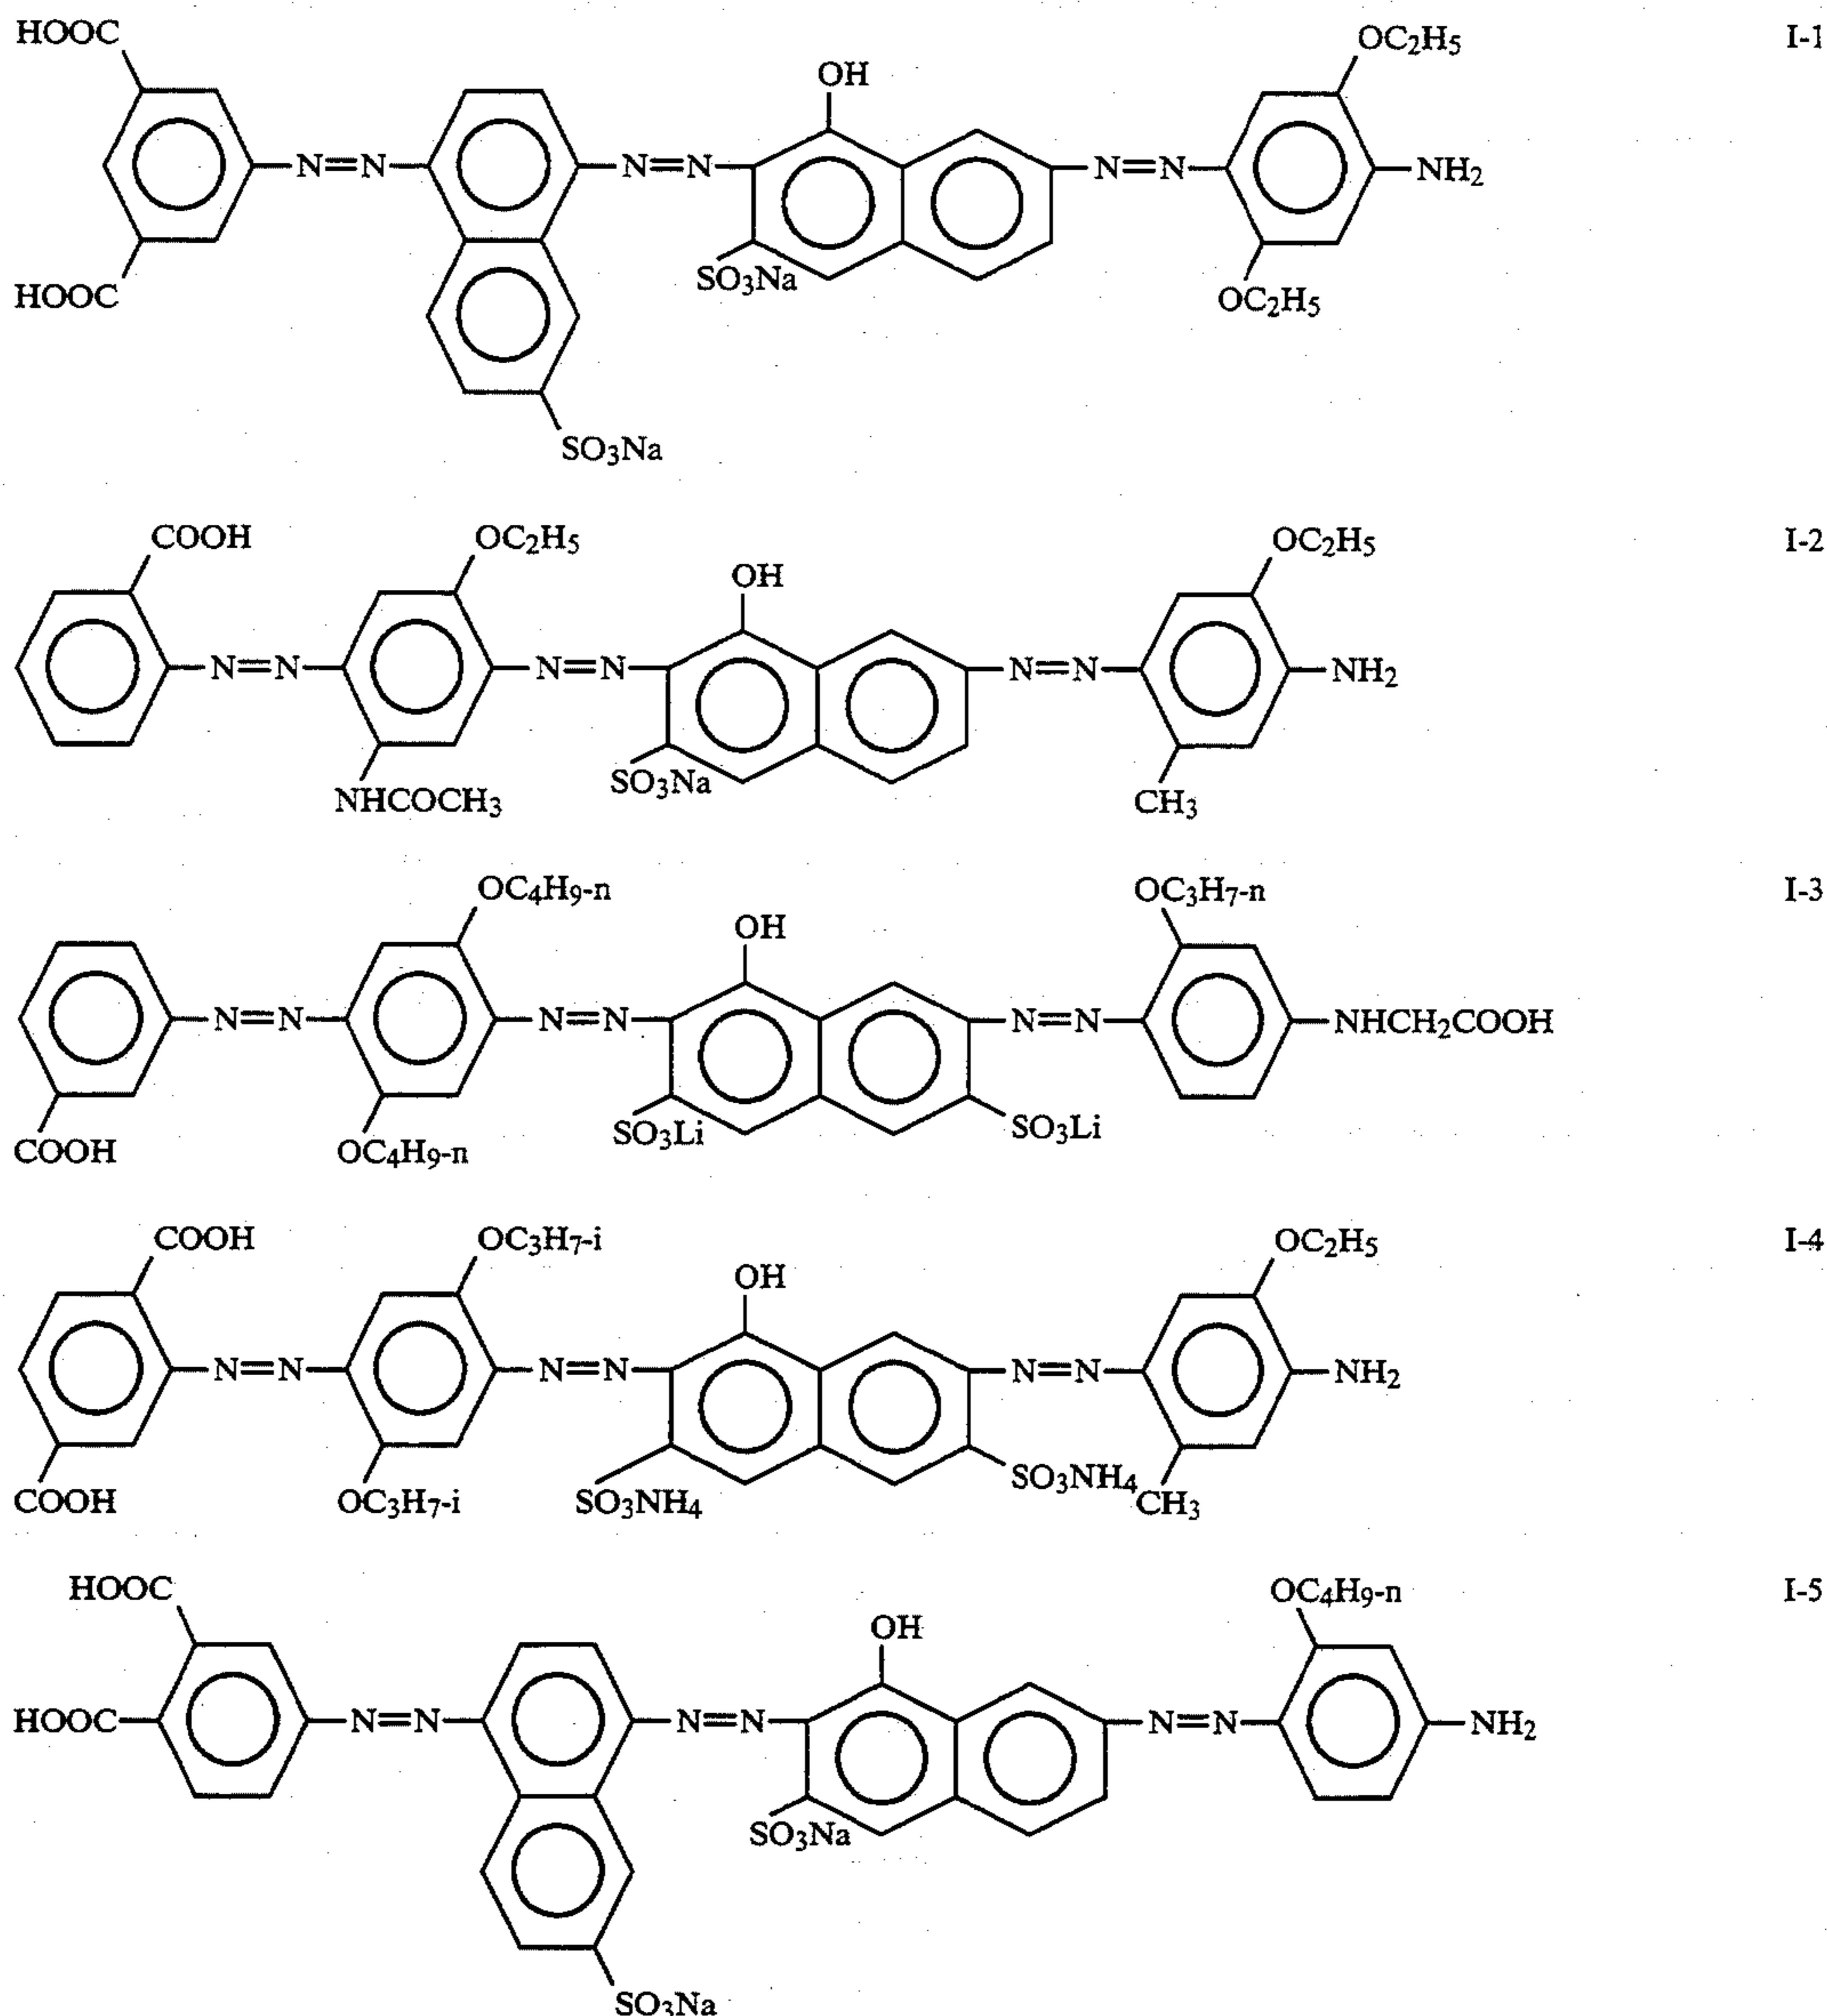 HOOC OC₂H₅ I-1
OH
N=N N=N N=N NH₂
SO₃Na
HOOC OC₂H₅
SO₃Na
COOH OC₂H₅ OC₂H₅ I-2
OH
N=N N=N N=N NH₂
SO₃Na
NHCOCH₃ CH₃
OC₄H₉-n OC₃H₇-n I-3
OH
N=N N=N N=N NHCH₂COOH
SO₃Li SO₃Li
COOH OC₄H₉-n
COOH OC₃H₇-i OC₂H₅ I-4
OH
N=N N=N N=N NH₂
SO₃NH₄
COOH OC₃H₇-i SO₃NH₄ CH₃
HOOC OC₄H₉-n I-5
OH
HOOC N=N N=N N=N NH₂
SO₃Na
SO₃Na